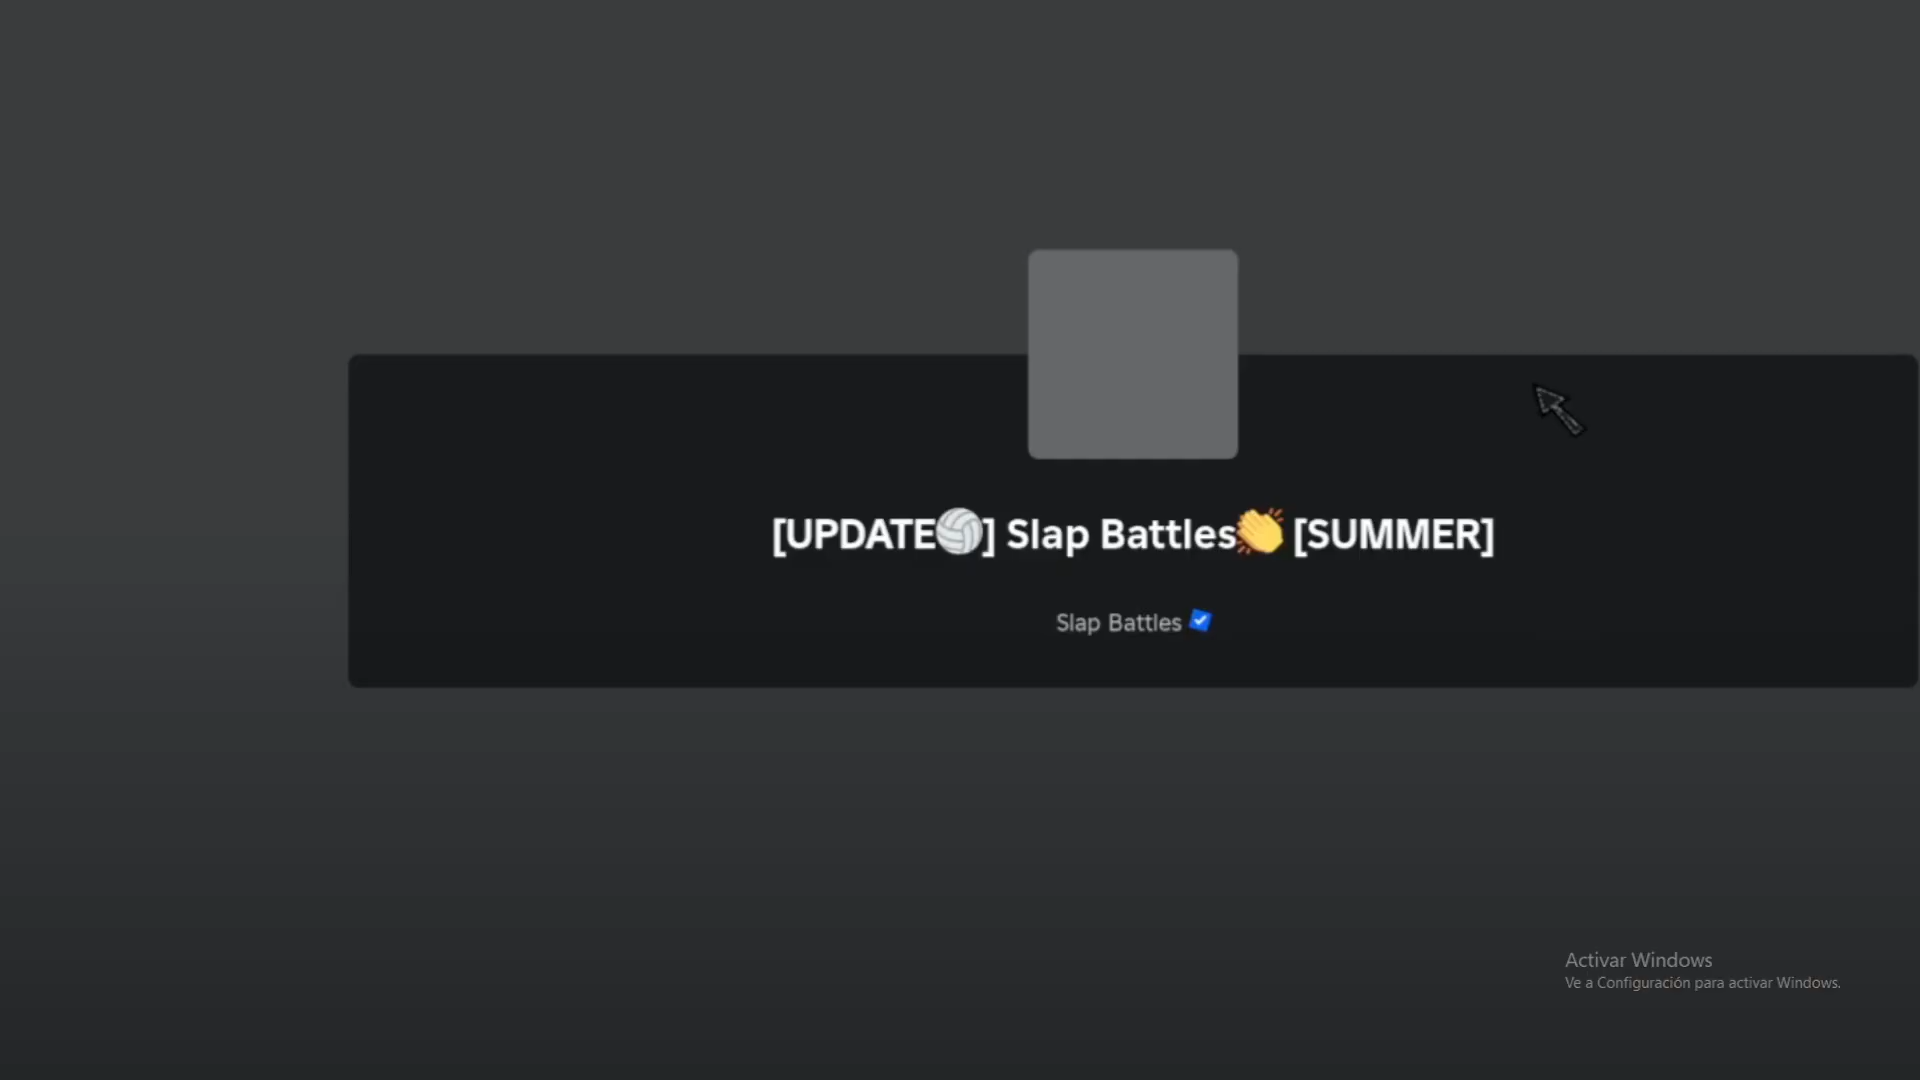 [UPDATE🏐] Slap Battles👏 [SUMMER]
Slap Battles ☑️
Activar Windows
Ve a Configuración para activar Windows.